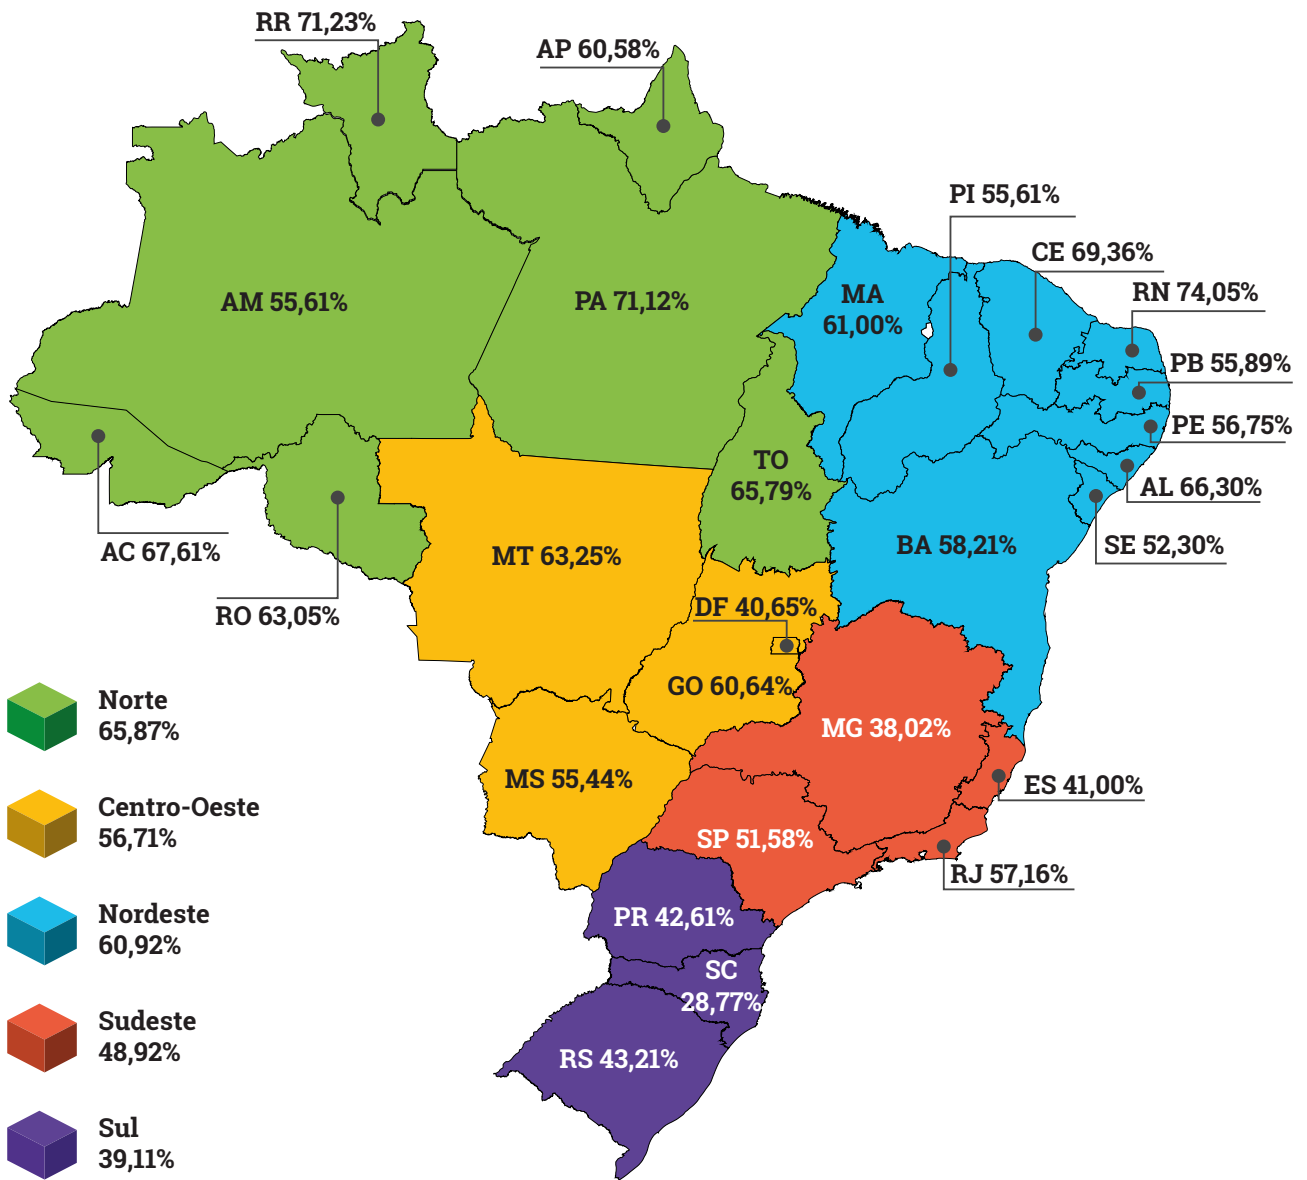 RR 71,23%
AP 60,58%
PI 55,61%
CE 69,36%
RN 74,05%
AM 55,61%
PA 71,12%
MA
61,00%
PB 55,89%
PE 56,75%
TO
65,79%
AL 66,30%
AC 67,61%
MT 63,25%
BA 58,21%
SE 52,30%
RO 63,05%
DF 40,65%
GO 60,64%
MG 38,02%
MS 55,44%
ES 41,00%
SP 51,58%
RJ 57,16%
PR 42,61%
SC
28,77%
RS 43,21%
Norte
65,87%
Centro-Oeste
56,71%
Nordeste
60,92%
Sudeste
48,92%
Sul
39,11%